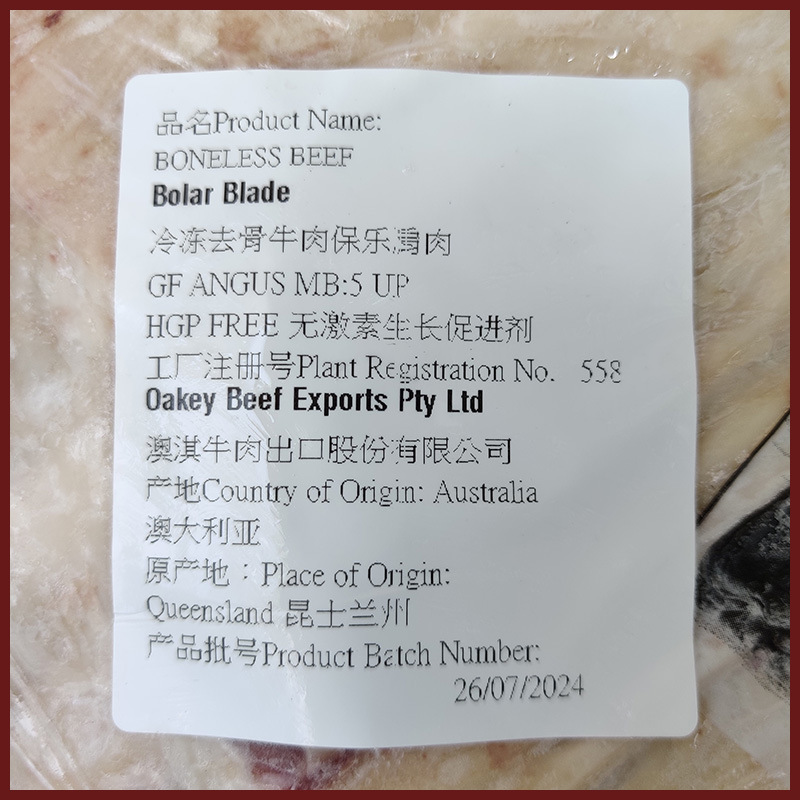 品名Product Name:
BONELESS BEEF
Bolar Blade
冷冻去骨牛肉保乐肩肉
GF ANGUS MB:5 UP
HGP FREE 无激素生长促进剂
工厂注册号Plant Registration No. 558
Oakey Beef Exports Pty Ltd
澳淇牛肉出口股份有限公司
产地Country of Origin: Australia
澳大利亚
原产地：Place of Origin:
Queensland 昆士兰州
产品批号Product Batch Number:
26/07/2024